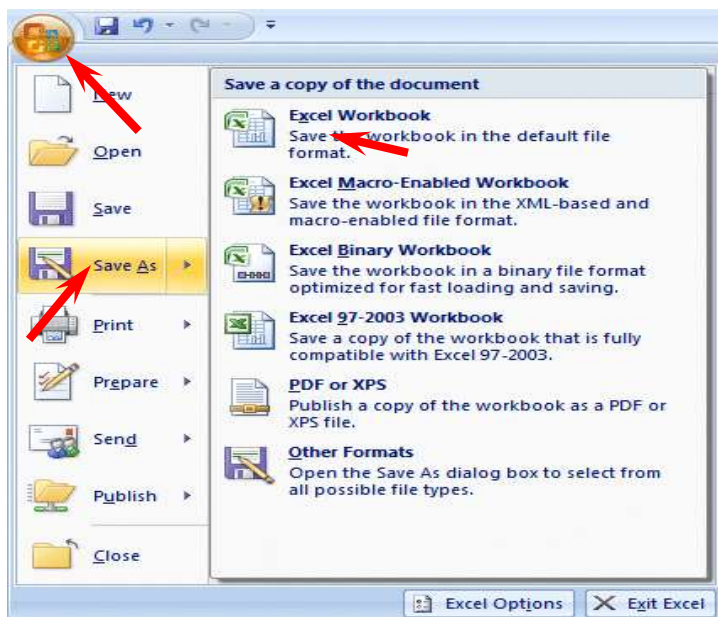 New
Open
Save
Save As
Print
Prepare
Send
Publish
Close
Save a copy of the document
Excel Workbook
Save the workbook in the default file
format.
Excel Macro-Enabled Workbook
Save the workbook in the XML-based and
macro-enabled file format.
Excel Binary Workbook
Save the workbook in a binary file format
optimized for fast loading and saving.
Excel 97-2003 Workbook
Save a copy of the workbook that is fully
compatible with Excel 97-2003.
PDF or XPS
Publish a copy of the workbook as a PDF or
XPS file.
Other Formats
Open the Save As dialog box to select from
all possible file types.
Excel Options
Exit Excel